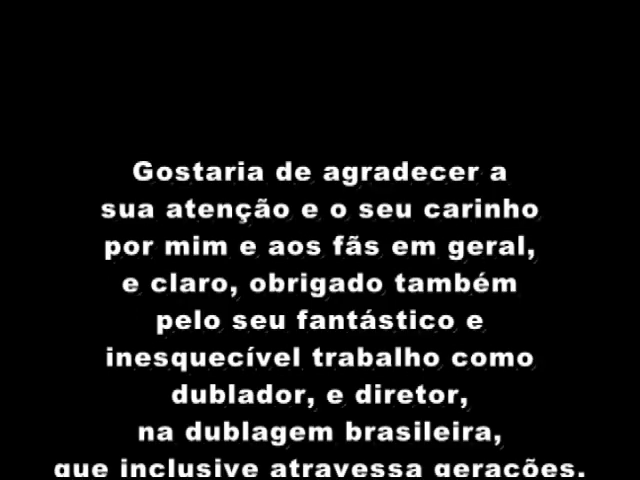 Gostaria de agradecer a
sua atenção e o seu carinho
por mim e aos fãs em geral,
e claro, obrigado também
pelo seu fantástico e
inesquecível trabalho como
dublador, e diretor,
na dublagem brasileira,
que inclusive atravessa gerações.